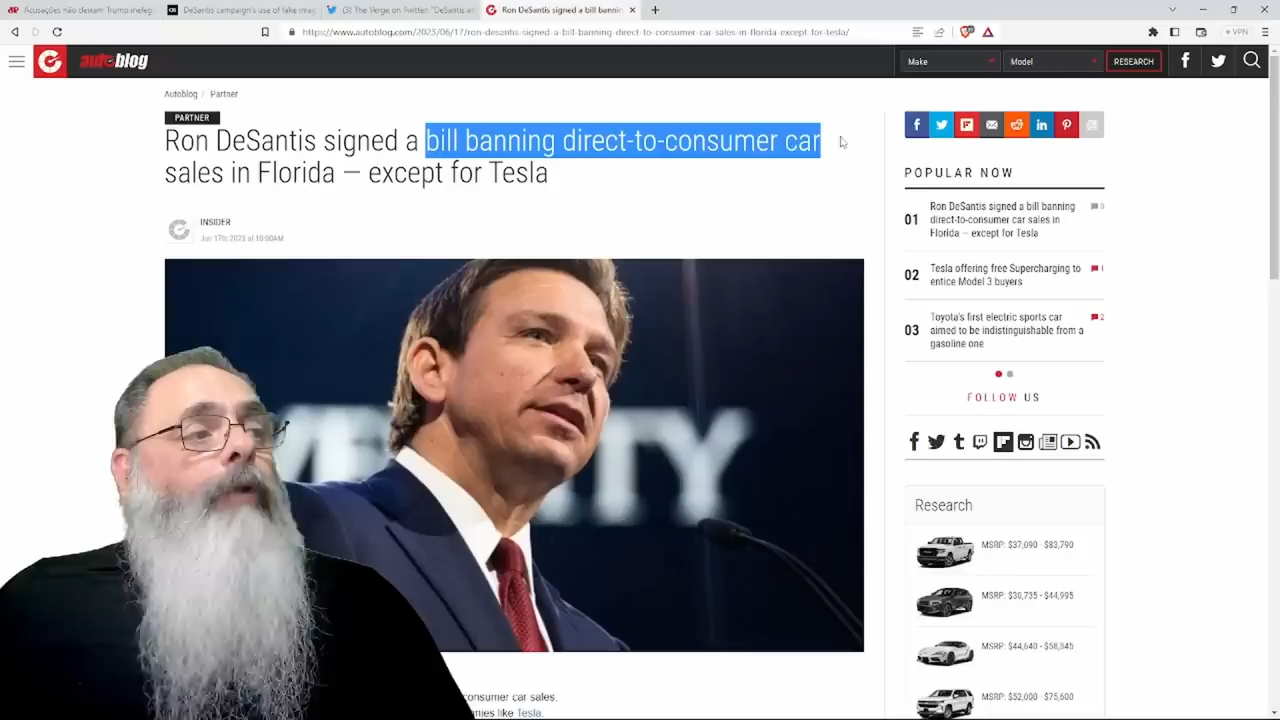 Acusações não deixam Trump inelegí
DeSantis campaign's use of fake imag
(3) The Verge on Twitter: "DeSantis att
Ron DeSantis signed a bill bannin
https://www.autoblog.com/2023/06/17/ron-desantis-signed-a-bill-banning-direct-to-consumer-car-sales-in-florida-except-for-tesla/
VPN
autoblog
Make
Model
RESEARCH
Autoblog / Partner
PARTNER
Ron DeSantis signed a bill banning direct-to-consumer car
sales in Florida — except for Tesla
INSIDER
Jun 17th 2023 at 10:00AM
consumer car sales.
mies like Tesla.
POPULAR NOW
01
Ron DeSantis signed a bill banning
direct-to-consumer car sales in
Florida — except for Tesla
0
02
Tesla offering free Supercharging to
entice Model 3 buyers
1
03
Toyota's first electric sports car
aimed to be indistinguishable from a
gasoline one
2
FOLLOW US
Research
MSRP: $37,090 - $83,790
MSRP: $30,735 - $44,995
MSRP: $44,640 - $58,345
MSRP: $52,000 - $75,600